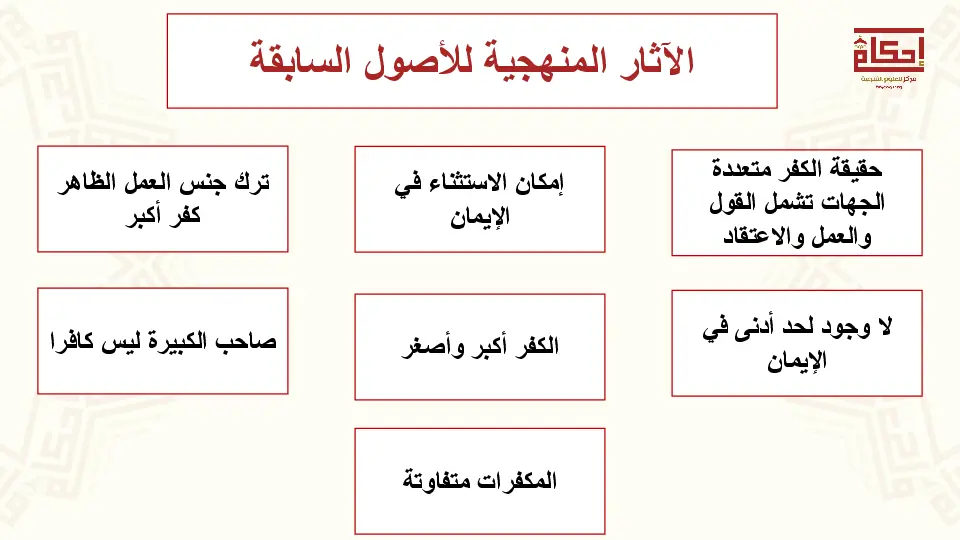 الآثار المنهجية للأصول السابقة
إحكام
مركز للعلوم الشرعية
حقيقة الكفر متعددة
الجهات تشمل القول
والعمل والاعتقاد
إمكان الاستثناء في
الإيمان
ترك جنس العمل الظاهر
كفر أكبر
لا وجود لحد أدنى في
الإيمان
الكفر أكبر وأصغر
صاحب الكبيرة ليس كافرا
المكفرات متفاوتة